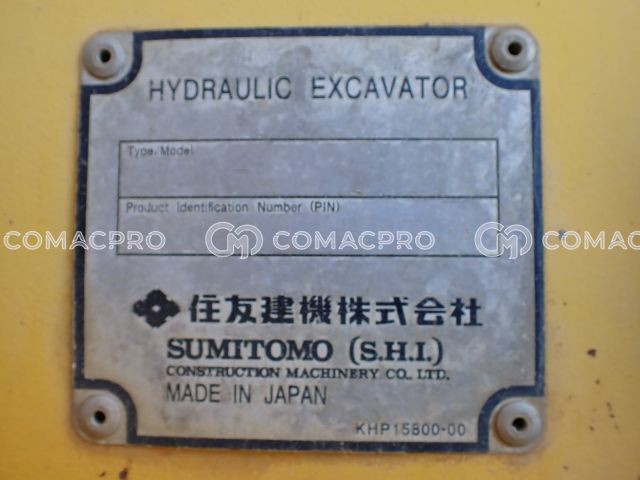 HYDRAULIC EXCAVATOR
Type/Model
Product Identification Number (PIN)
COMACPRO COMACPRO COMACPRO
住友建機株式会社
SUMITOMO (S.H.I.)
CONSTRUCTION MACHINERY CO., LTD.
MADE IN JAPAN
KHP15800-00